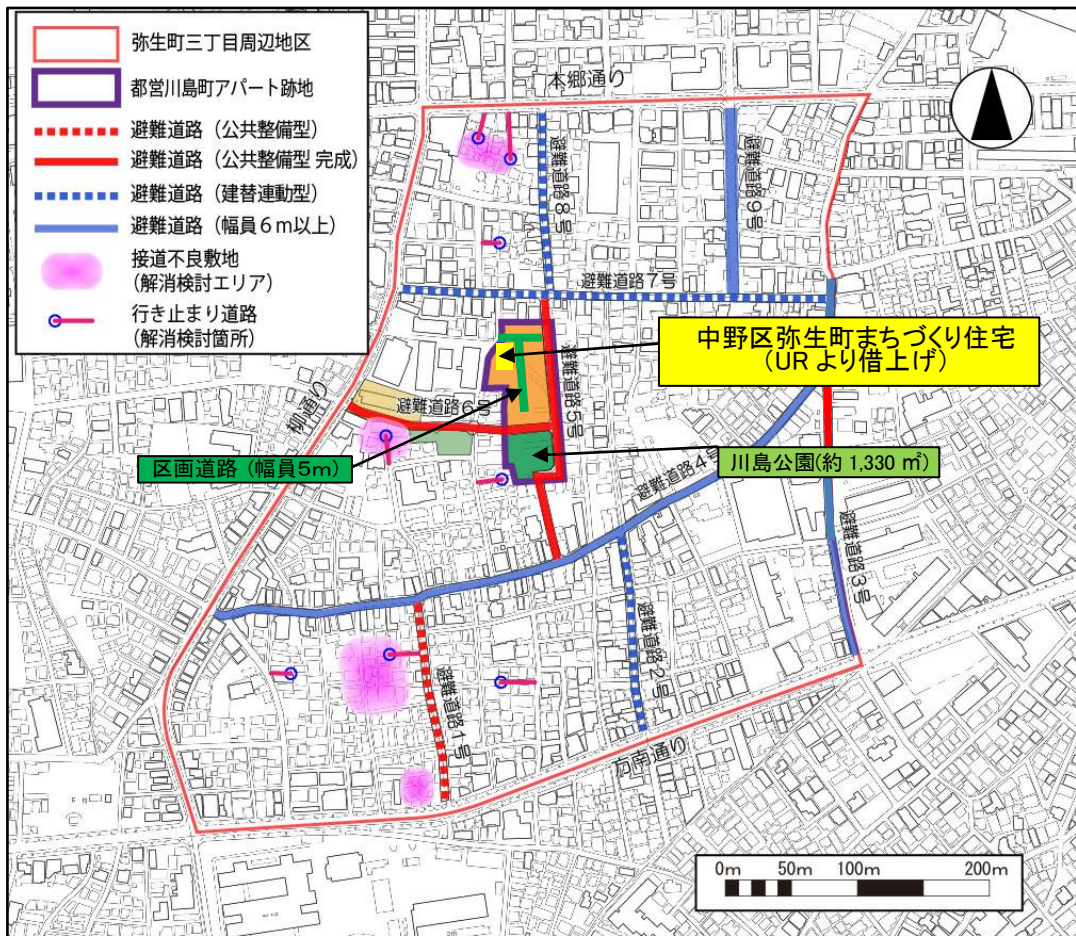 弥生町三丁目周辺地区
都営川島町アパート跡地
避難道路（公共整備型）
避難道路（公共整備型 完成）
避難道路（建替連動型）
避難道路（幅員６ｍ以上）
接道不良敷地
（解消検討エリア）
行き止まり道路
（解消検討箇所）
本郷通り
避難道路8号
避難道路9号
避難道路7号
中野区弥生町まちづくり住宅
（UR より借上げ）
避難道路5号
柳通り
避難道路6号
区画道路（幅員５ｍ）
川島公園(約 1,330 ㎡)
避難道路4号
避難道路3号
避難道路2号
避難道路1号
方南通り
0m 50m 100m 200m